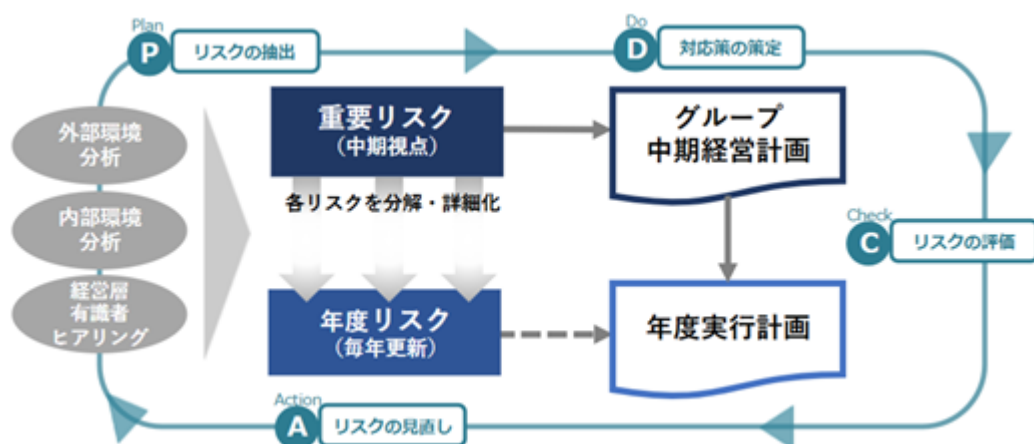 Plan
P
リスクの抽出
Do
D
対応策の策定
外部環境
分析
内部環境
分析
経営層
有識者
ヒアリング
重要リスク
（中期視点）
グループ
中期経営計画
各リスクを分解・詳細化
年度リスク
（毎年更新）
年度実行計画
Check
C
リスクの評価
Action
A
リスクの見直し